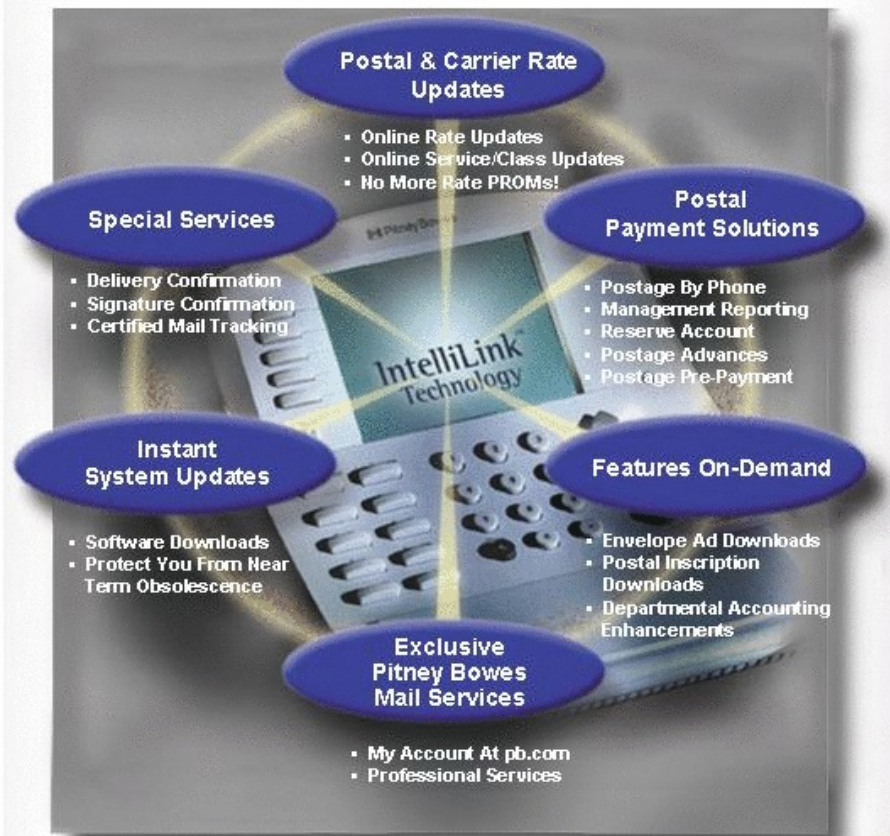 Postal & Carrier Rate
Updates
▪ Online Rate Updates
▪ Online Service/Class Updates
▪ No More Rate PROMs!
Special Services
▪ Delivery Confirmation
▪ Signature Confirmation
▪ Certified Mail Tracking
Postal
Payment Solutions
▪ Postage By Phone
▪ Management Reporting
▪ Reserve Account
▪ Postage Advances
▪ Postage Pre-Payment
Pitney Bowes
IntelliLink™
Technology
Instant
System Updates
▪ Software Downloads
▪ Protect You From Near
Term Obsolescence
Features On-Demand
▪ Envelope Ad Downloads
▪ Postal Inscription
Downloads
▪ Departmental Accounting
Enhancements
Exclusive
Pitney Bowes
Mail Services
▪ My Account At pb.com
▪ Professional Services